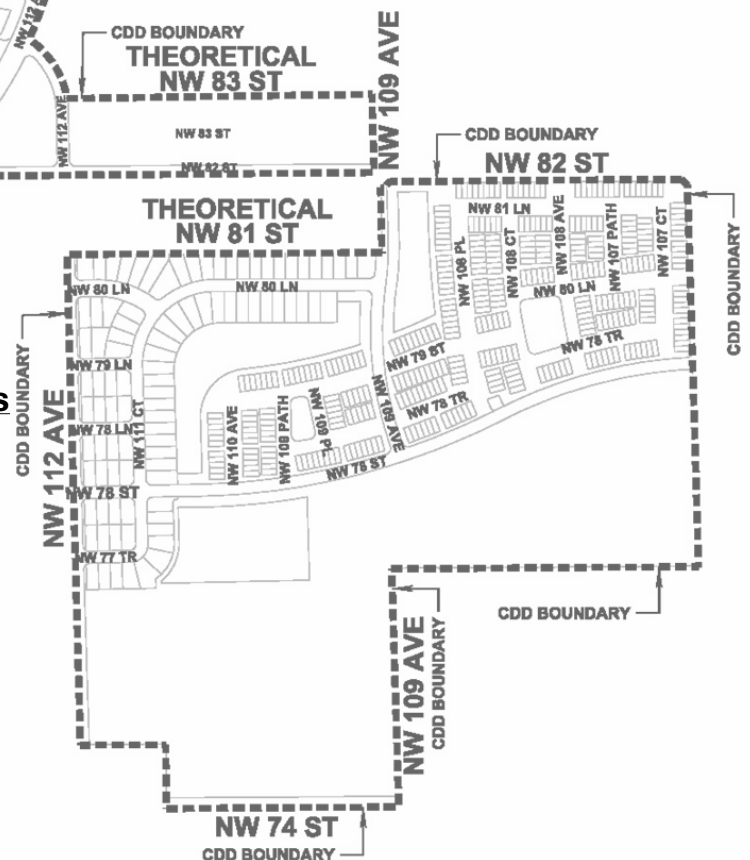 NW 112
CDD BOUNDARY
THEORETICAL
NW 83 ST
NW 109 AVE
NW 112 AVE
NW 83 ST
NW 82 ST
CDD BOUNDARY
NW 82 ST
THEORETICAL
NW 81 ST
NW 81 LN
NW 108 PL
NW 108 CT
NW 108 AVE
NW 107 PATH
NW 107 CT
CDD BOUNDARY
NW 80 LN
NW 80 LN
NW 80 LN
CDD BOUNDARY
NW 79 LN
NW 79 ST
NW 78 TR
NW 109 AVE
NW 78 TR
S
NW 112 AVE
NW 78 LN
NW 111 CT
NW 110 AVE
NW 109 PATH
NW 109 PL
NW 78 ST
NW 78 ST
NW 77 TR
CDD BOUNDARY
NW 109 AVE
CDD BOUNDARY
NW 74 ST
CDD BOUNDARY